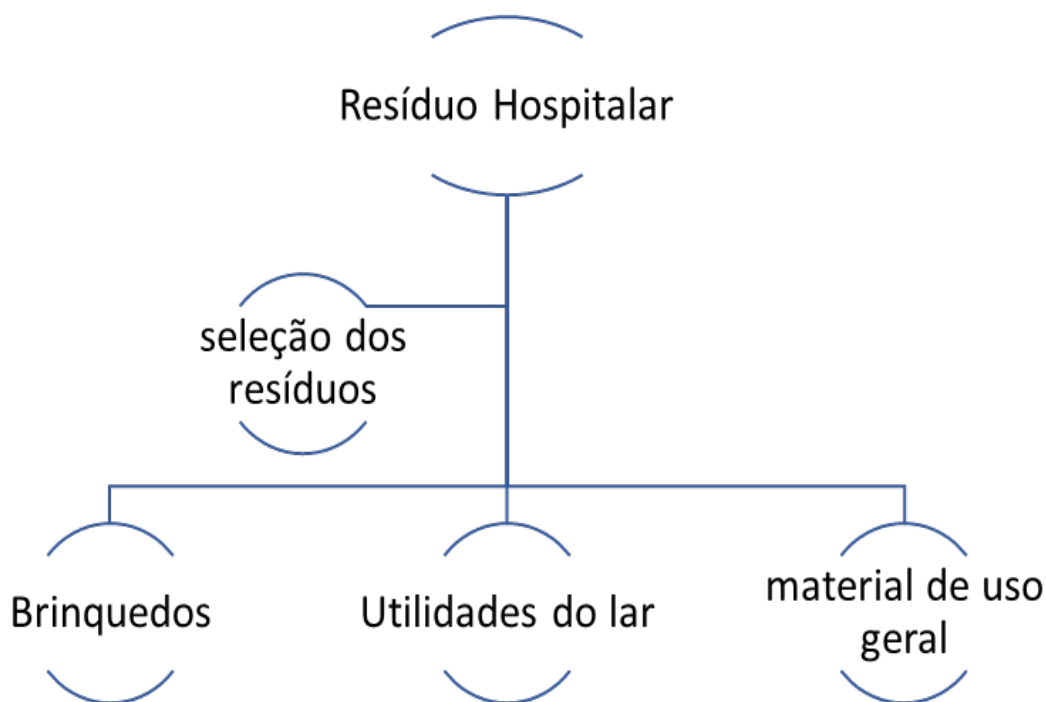 Resíduo Hospitalar
seleção dos
resíduos
Brinquedos
Utilidades do lar
material de uso
geral